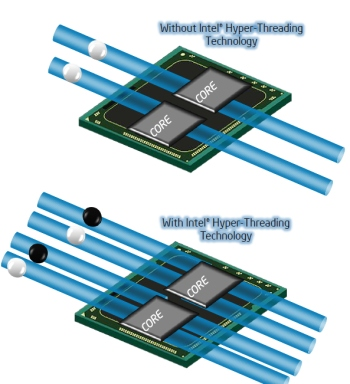 Without Intel® Hyper-Threading
Technology
CORE
CORE
With Intel® Hyper-Threading
Technology
CORE
CORE